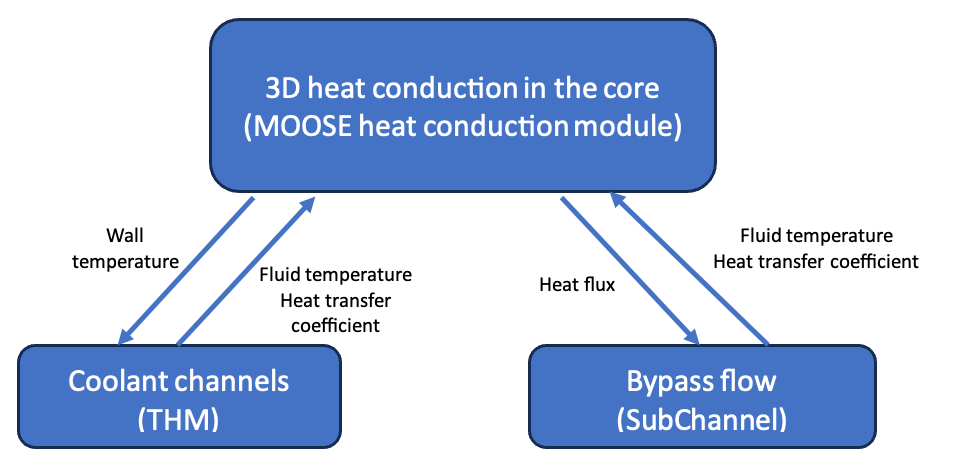 3D heat conduction in the core
(MOOSE heat conduction module)
Wall
temperature
Fluid temperature
Heat transfer
coefficient
Heat flux
Fluid temperature
Heat transfer coefficient
Coolant channels
(THM)
Bypass flow
(SubChannel)